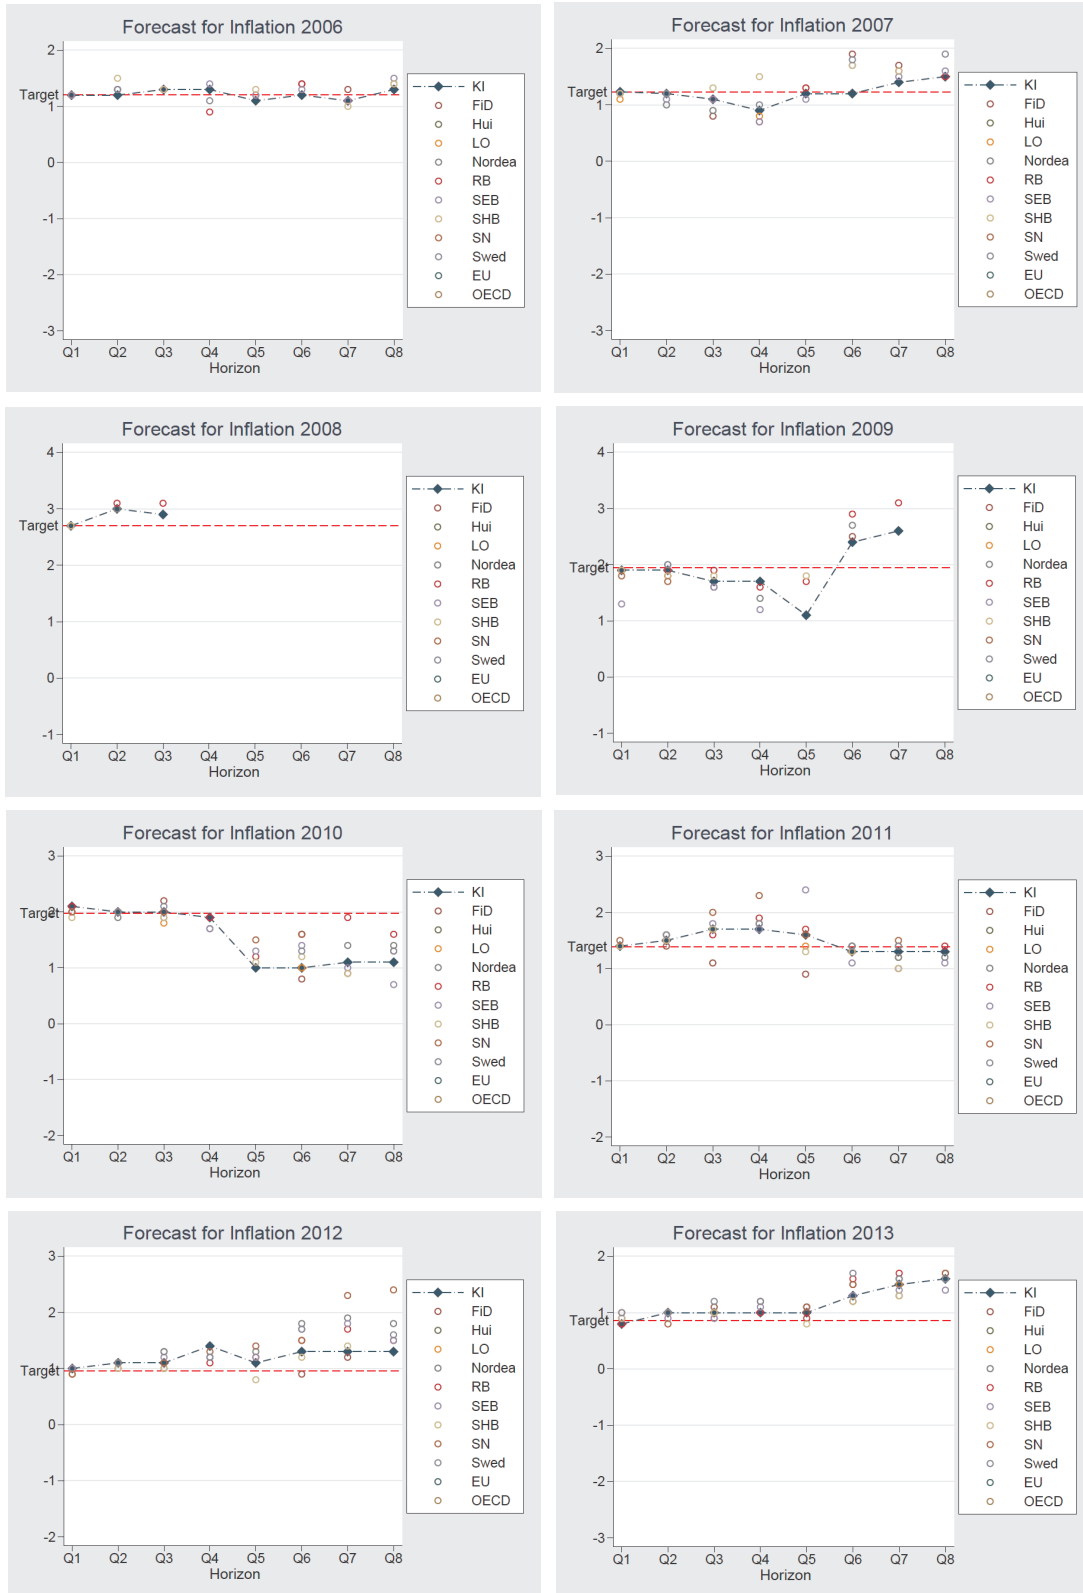 Forecast for Inflation 2006
2
Target
1
0
-1
-2
-3
Q1 Q2 Q3 Q4 Q5 Q6 Q7 Q8
Horizon
KI
FiD
Hui
LO
Nordea
RB
SEB
SHB
SN
Swed
EU
OECD
Forecast for Inflation 2007
2
Target
1
0
-1
-2
-3
Q1 Q2 Q3 Q4 Q5 Q6 Q7 Q8
Horizon
KI
FiD
Hui
LO
Nordea
RB
SEB
SHB
SN
Swed
EU
OECD
Forecast for Inflation 2008
4
3
Target
2
1
0
-1
Q1 Q2 Q3 Q4 Q5 Q6 Q7 Q8
Horizon
KI
FiD
Hui
LO
Nordea
RB
SEB
SHB
SN
Swed
EU
OECD
Forecast for Inflation 2009
4
3
2
Target
1
0
-1
Q1 Q2 Q3 Q4 Q5 Q6 Q7 Q8
Horizon
KI
FiD
Hui
LO
Nordea
RB
SEB
SHB
SN
Swed
EU
OECD
Forecast for Inflation 2010
3
2
Target
1
0
-1
-2
Q1 Q2 Q3 Q4 Q5 Q6 Q7 Q8
Horizon
KI
FiD
Hui
LO
Nordea
RB
SEB
SHB
SN
Swed
EU
OECD
Forecast for Inflation 2011
3
2
Target
1
0
-1
-2
Q1 Q2 Q3 Q4 Q5 Q6 Q7 Q8
Horizon
KI
FiD
Hui
LO
Nordea
RB
SEB
SHB
SN
Swed
EU
OECD
Forecast for Inflation 2012
3
2
1
Target
0
-1
-2
Q1 Q2 Q3 Q4 Q5 Q6 Q7 Q8
Horizon
KI
FiD
Hui
LO
Nordea
RB
SEB
SHB
SN
Swed
EU
OECD
Forecast for Inflation 2013
2
1
Target
0
-1
-2
-3
Q1 Q2 Q3 Q4 Q5 Q6 Q7 Q8
Horizon
KI
FiD
Hui
LO
Nordea
RB
SEB
SHB
SN
Swed
EU
OECD